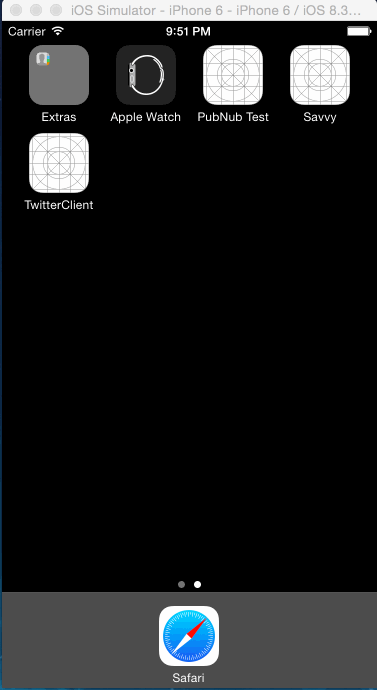 iOS Simulator - iPhone 6 - iPhone 6 / iOS 8.3...
Carrier 9:51 PM
Extras Apple Watch PubNub Test Savvy
TwitterClient
Safari